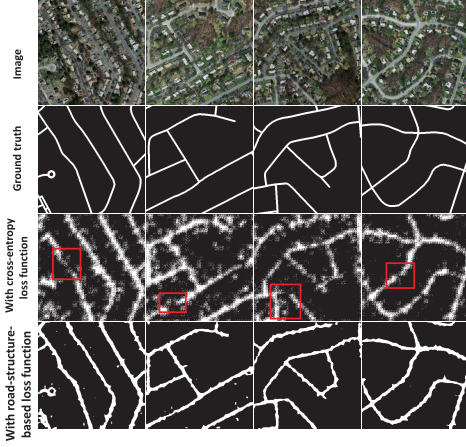 Image
Ground truth
With cross-entropy
loss function
With road-structure-
based loss function